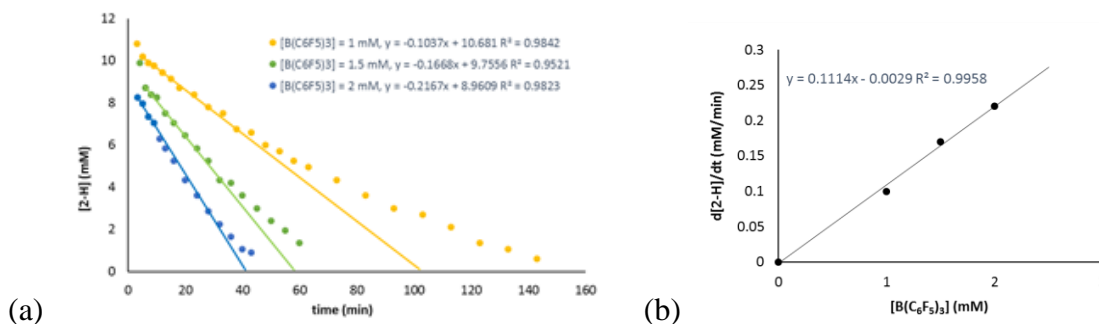 [B(C6F5)3] = 1 mM, y = -0.1037x + 10.681 R² = 0.9842
[B(C6F5)3] = 1.5 mM, y = -0.1668x + 9.7556 R² = 0.9521
[B(C6F5)3] = 2 mM, y = -0.2167x + 8.9609 R² = 0.9823
12
10
8
6
4
2
0
[2-H] (mM)
0 20 40 60 80 100 120 140 160
time (min)
(a)
y = 0.1114x - 0.0029 R² = 0.9958
0.3
0.25
0.2
0.15
0.1
0.05
0
d[2-H]/dt (mM/min)
0 1 2
[B(C₆F₅)₃] (mM)
(b)